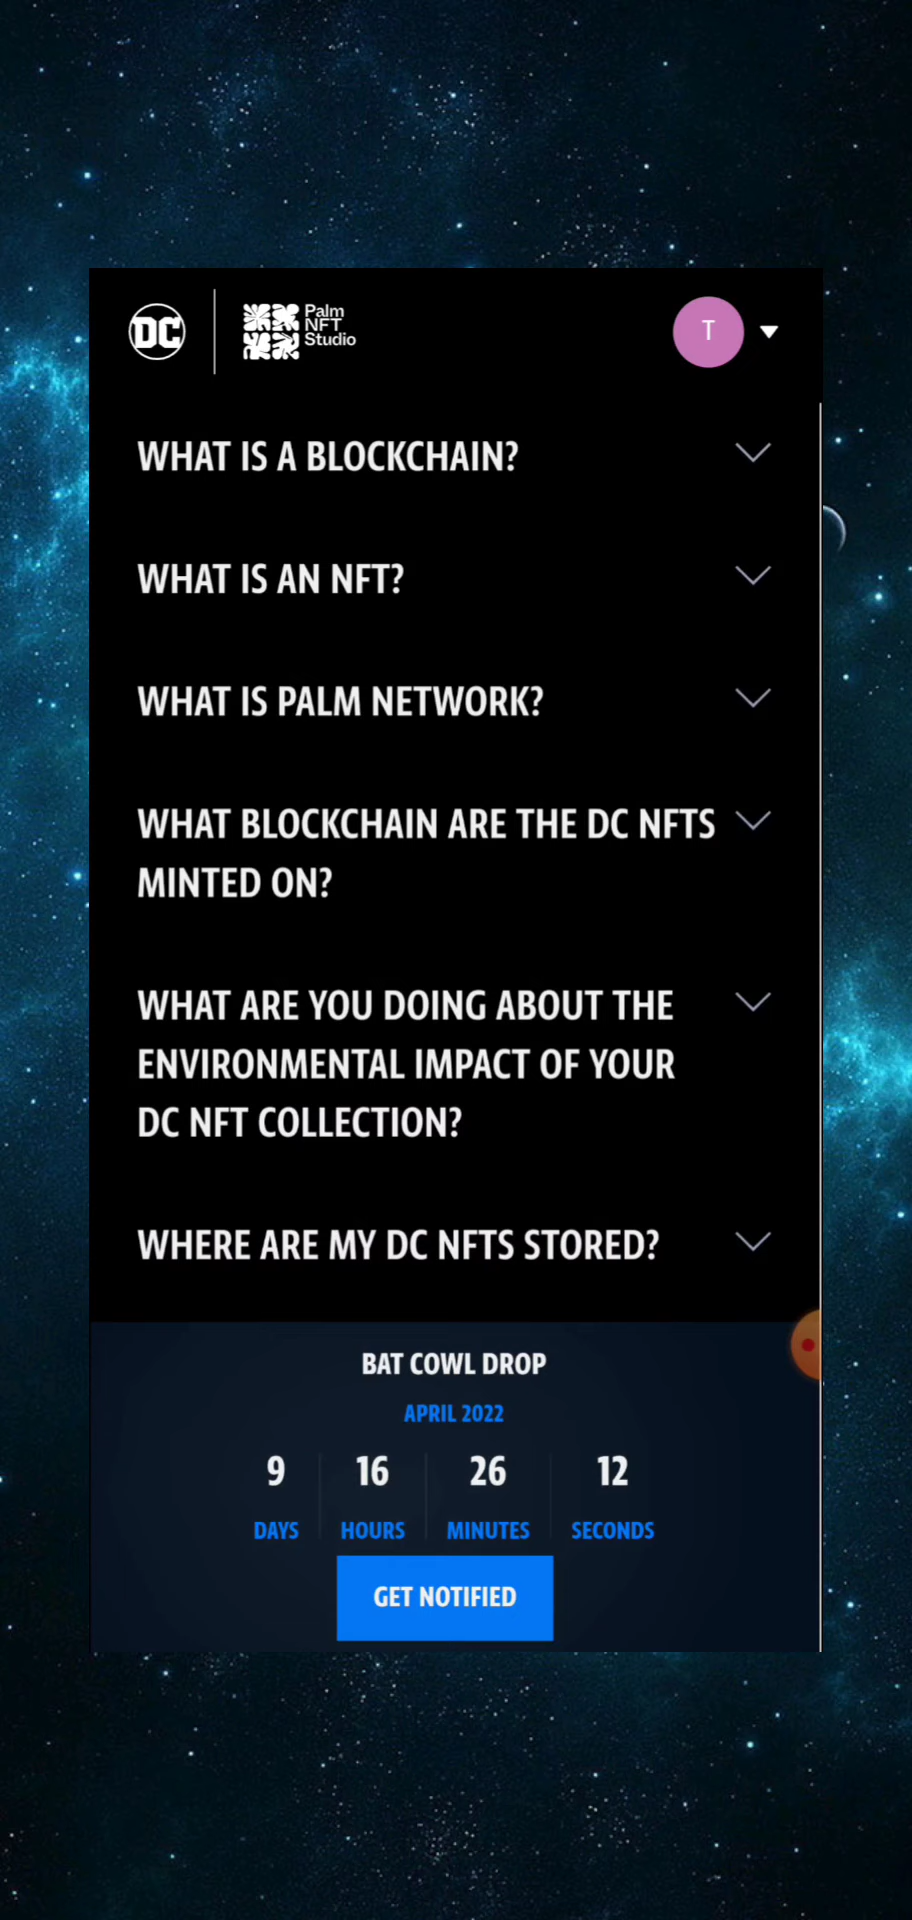 DC
Palm
NFT
Studio
T
WHAT IS A BLOCKCHAIN?
WHAT IS AN NFT?
WHAT IS PALM NETWORK?
WHAT BLOCKCHAIN ARE THE DC NFTS
MINTED ON?
WHAT ARE YOU DOING ABOUT THE
ENVIRONMENTAL IMPACT OF YOUR
DC NFT COLLECTION?
WHERE ARE MY DC NFTS STORED?
BAT COWL DROP
APRIL 2022
9 16 26 12
DAYS HOURS MINUTES SECONDS
GET NOTIFIED